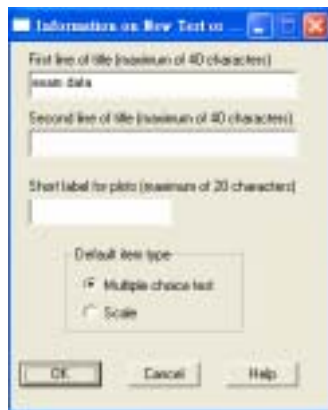 Information on New Test or ...
First line of title (maximum of 40 characters)
exam data
Second line of title (maximum of 40 characters)
Short label for plots (maximum of 20 characters)
Default item type
Multiple choice test
Scale
OK
Cancel
Help